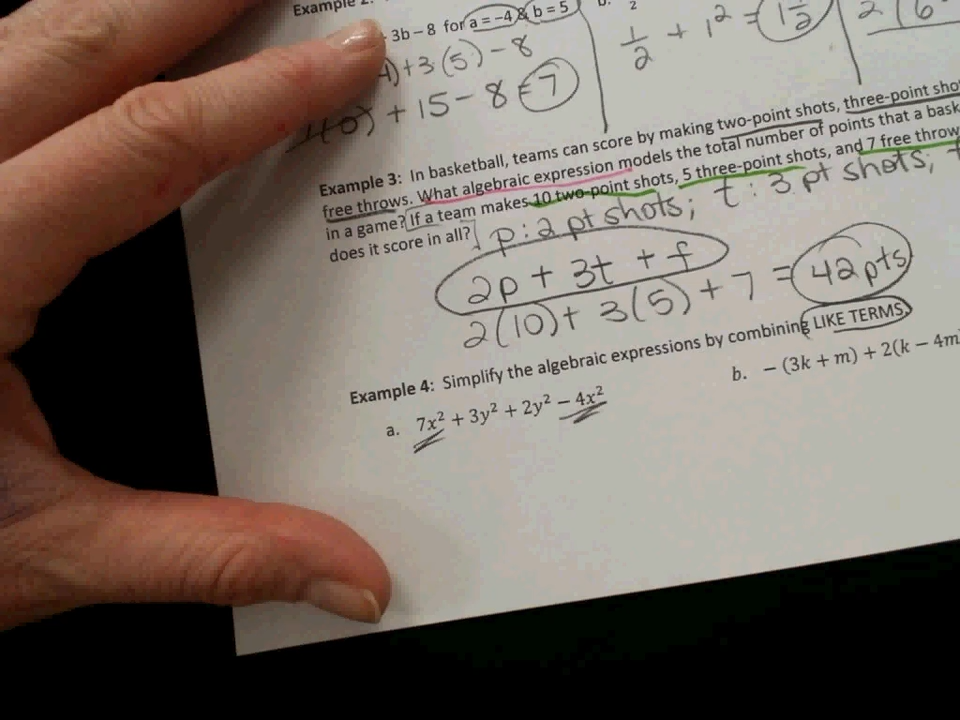 Example 2:
3b – 8 for a = –4 & b = 5
4)+3(5) – 8
+ 15 – 8 = 7
b. 2
1/2 + 1² = 1 1/2
2 6
Example 3: In basketball, teams can score by making two-point shots, three-point
free throws. What algebraic expression models the total number of points that a
in a game? If a team makes 10 two-point shots, 5 three-point shots, and 7 free
does it score in all? p: 2 pt shots; t: 3 pt shots;
2p + 3t + f
2(10) + 3(5) + 7 = 42pts
Example 4: Simplify the algebraic expressions by combining LIKE TERMS.
a. 7x² + 3y² + 2y² – 4x²
b. – (3k + m) + 2(k – 4m